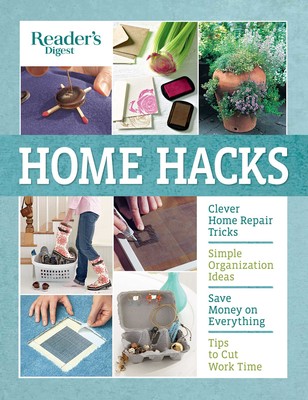 Reader's
Digest
HOME HACKS
Clever
Home Repair
Tricks
Simple
Organization
Ideas
Save
Money on
Everything
Tips
to Cut
Work Time